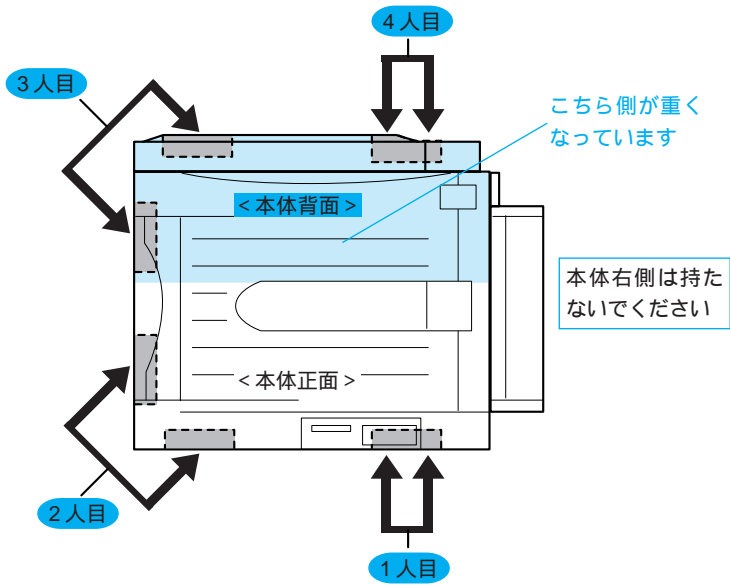 4人目
3人目
こちら側が重く
なっています
<本体背面>
本体右側は持た
ないでください
<本体正面>
2人目
1人目